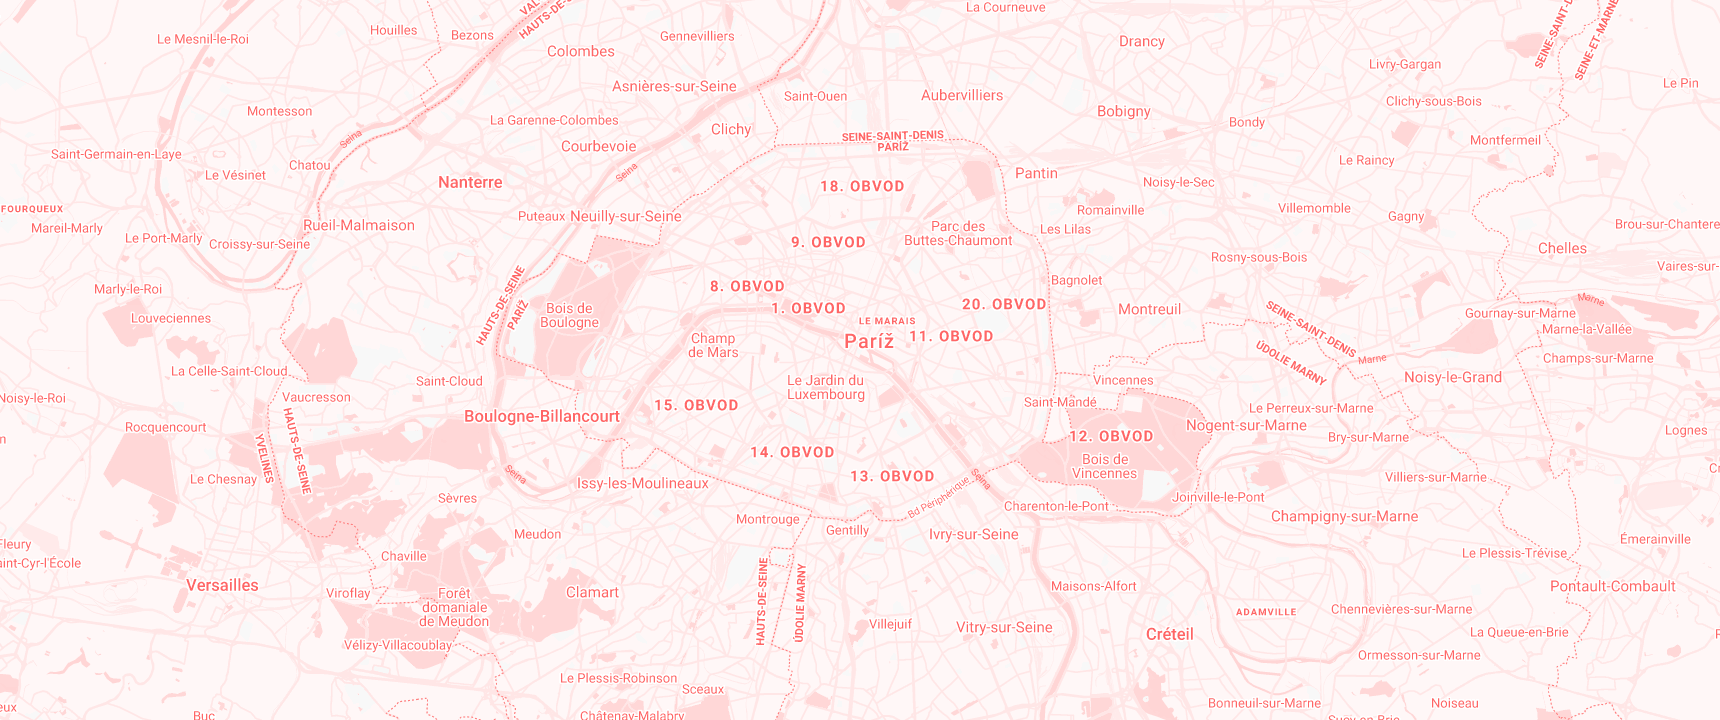 La Courneuve
VAL
HAUTS-DE-S
SEINE-SAINT-D
SEINE-ET-MARNE
Houilles
Bezons
Gennevilliers
Le Mesnil-le-Roi
Colombes
Drancy
Livry-Gargan
Le Pin
Asnières-sur-Seine
Saint-Ouen
Aubervilliers
Clichy-sous-Bois
Montesson
Bobigny
La Garenne-Colombes
Clichy
Bondy
Seina
SEINE-SAINT-DENIS
PARÍŽ
Courbevoie
Montfermeil
Saint-Germain-en-Laye
Chatou
Le Raincy
Le Vésinet
Seina
Pantin
Nanterre
18. OBVOD
Noisy-le-Sec
FOURQUEUX
Romainville
Villemomble
Puteaux
Neuilly-sur-Seine
Gagny
Mareil-Marly
Rueil-Malmaison
Parc des
Buttes-Chaumont
Les Lilas
Brou-sur-Chantere
Le Port-Marly
Croissy-sur-Seine
9. OBVOD
Chelles
Rosny-sous-Bois
Vaires-sur-
Marly-le-Roi
8. OBVOD
Bagnolet
HAUTS-DE-SEINE
PARÍŽ
Bois de
Boulogne
1. OBVOD
20. OBVOD
Montreuil
Marne
Louveciennes
LE MARAIS
SEINE-SAINT-DENIS
Gournay-sur-Marne
Marne-la-Vallée
Champ
de Mars
Paríž
11. OBVOD
ÚDOLIE MARNY
Marne
Champs-sur-Marne
La Celle-Saint-Cloud
Saint-Cloud
Le Jardin du
Luxembourg
Vincennes
Noisy-le-Grand
Noisy-le-Roi
Vaucresson
15. OBVOD
Saint-Mandé
Le Perreux-sur-Marne
Boulogne-Billancourt
Rocquencourt
Nogent-sur-Marne
Lognes
12. OBVOD
Bry-sur-Marne
HAUTS-DE-SEINE
YVELINES
14. OBVOD
Bois de
Vincennes
Le Chesnay
Seina
Issy-les-Moulineaux
13. OBVOD
Seina
Villiers-sur-Marne
Sèvres
Bd Périphérique
Charenton-le-Pont
Joinville-le-Pont
Montrouge
Gentilly
Champigny-sur-Marne
Meudon
Ivry-sur-Seine
Émerainville
Fleury
aint-Cyr-l'École
Chaville
Le Plessis-Trévise
Versailles
Viroflay
Forêt
domaniale
de Meudon
Clamart
HAUTS-DE-SEINE
ÚDOLIE MARNY
Maisons-Alfort
Pontault-Combault
ADAMVILLE
Chennevières-sur-Marne
Villejuif
Vitry-sur-Seine
Créteil
La Queue-en-Brie
Vélizy-Villacoublay
Ormesson-sur-Marne
Le Plessis-Robinson
Sceaux
Bonneuil-sur-Marne
Noiseau
eux
Buc
Châtenay-Malabry